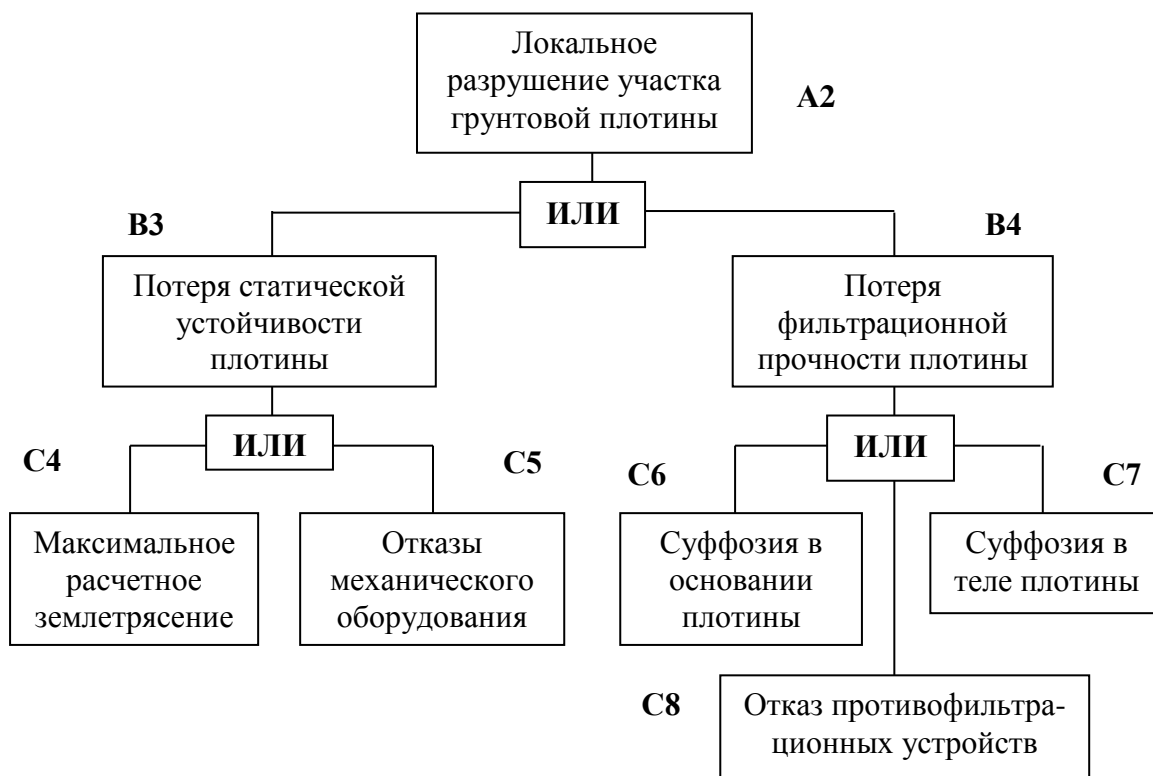 Локальное
разрушение участка
грунтовой плотины
А2
ИЛИ
В3
В4
Потеря статической
устойчивости
плотины
Потеря
фильтрационной
прочности плотины
ИЛИ
ИЛИ
С4
С5
С6
С7
Максимальное
расчетное
землетрясение
Отказы
механического
оборудования
Суффозия в
основании
плотины
Суффозия в
теле плотины
С8
Отказ противофильтра-
ционных устройств